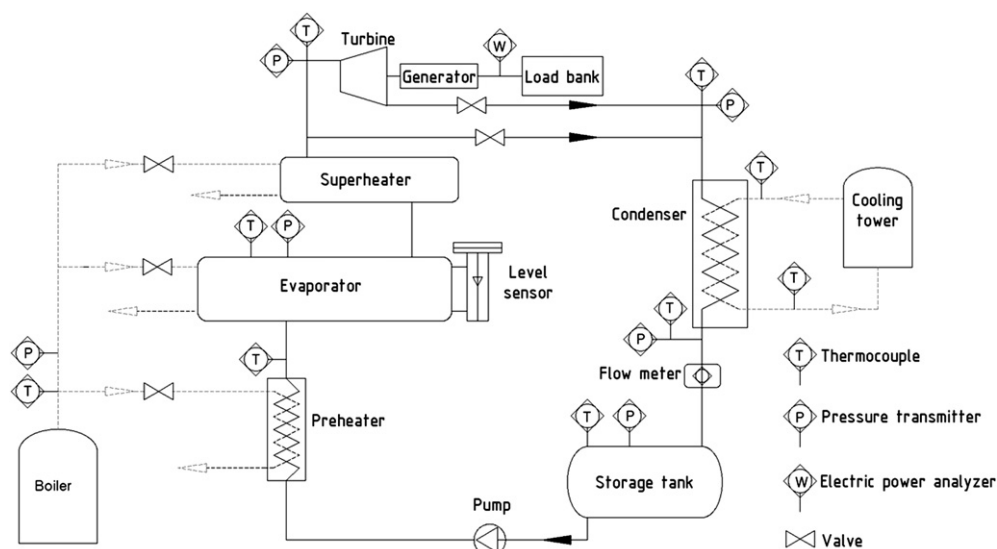 T
Turbine
P
W
Generator
Load bank
T
P
Superheater
T
Condenser
Cooling
tower
T
P
Evaporator
Level
sensor
T
T
P
P
T
Flow meter
T
Thermocouple
T
Preheater
T
P
P
Pressure transmitter
Boiler
Storage tank
W
Electric power analyzer
Pump
Valve